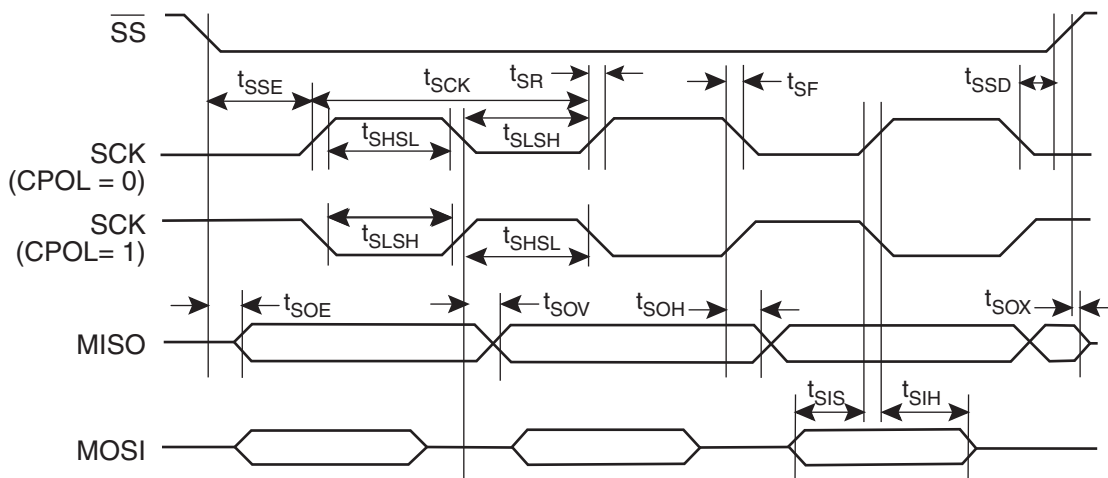 SS
tSSE
tSCK
tSR
tSF
tSSD
SCK
(CPOL = 0)
tSHSL
tSLSH
SCK
(CPOL= 1)
tSLSH
tSHSL
tSOE
tSOV
tSOH
tSOX
MISO
tSIS
tSIH
MOSI